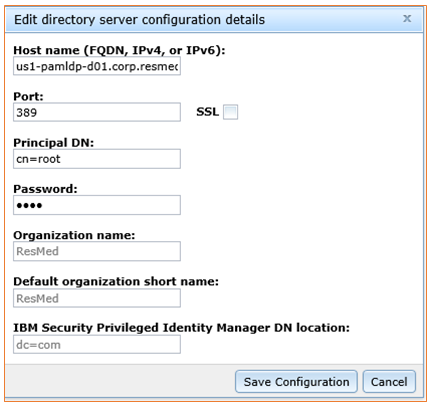 Edit directory server configuration details x
Host name (FQDN, IPv4, or IPv6):
us1-pamldp-d01.corp.resmec
Port:
389 SSL
Principal DN:
cn=root
Password:
••••
Organization name:
ResMed
Default organization short name:
ResMed
IBM Security Privileged Identity Manager DN location:
dc=com
Save Configuration Cancel